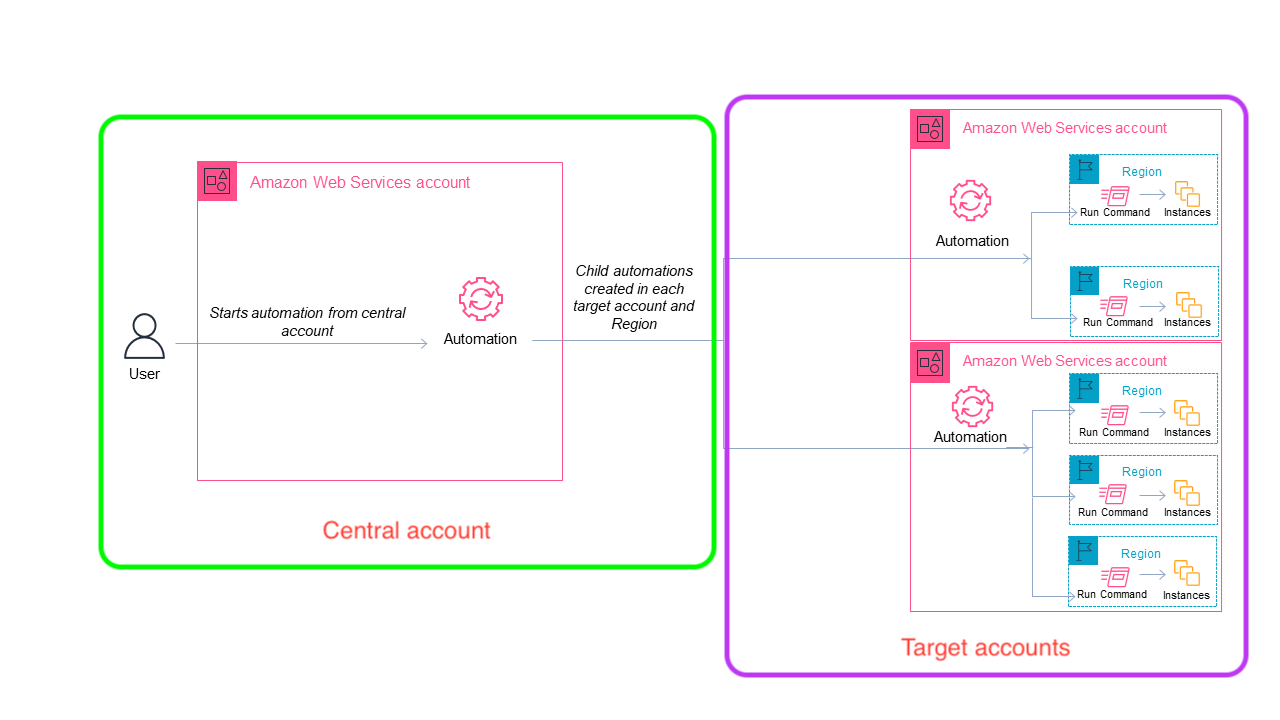 Amazon Web Services account
Starts automation from central
account
User
Automation
Child automations
created in each
target account and
Region
Central account
Amazon Web Services account
Automation
Region
Run Command
Instances
Region
Run Command
Instances
Amazon Web Services account
Automation
Region
Run Command
Instances
Region
Run Command
Instances
Region
Run Command
Instances
Target accounts